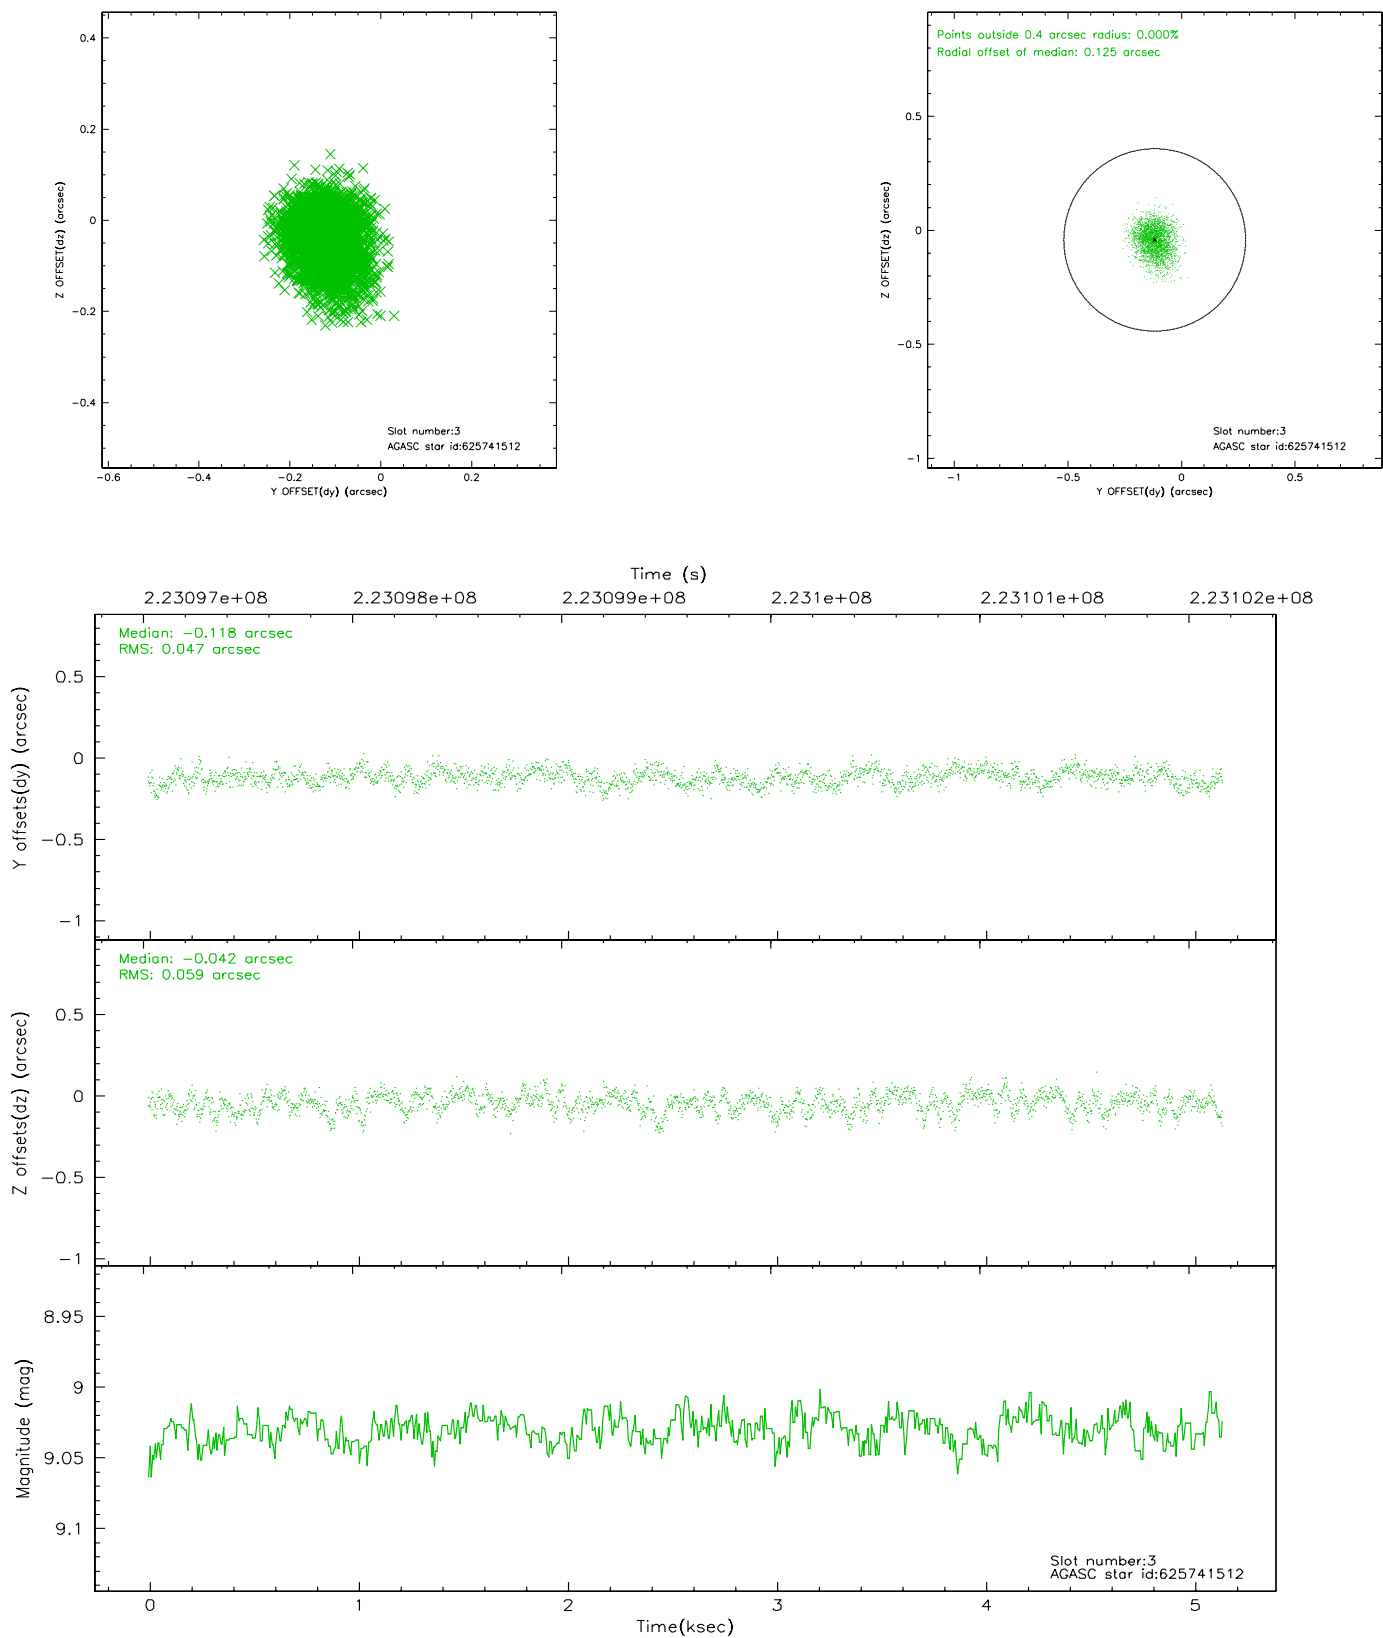 0.4
0.2
0
−0.2
−0.4
Z OFFSET(dz) (arcsec)
Slot number:3
AGASC star id:625741512
−0.6 −0.4 −0.2 0 0.2
Y OFFSET(dy) (arcsec)
Points outside 0.4 arcsec radius: 0.000%
Radial offset of median: 0.125 arcsec
0.5
0
−0.5
−1
Z OFFSET(dz) (arcsec)
Slot number:3
AGASC star id:625741512
−1 −0.5 0 0.5
Y OFFSET(dy) (arcsec)
Time (s)
2.23097e+08 2.23098e+08 2.23099e+08 2.231e+08 2.23101e+08 2.23102e+08
Median: −0.118 arcsec
RMS: 0.047 arcsec
0.5
0
−0.5
−1
Y offsets(dy) (arcsec)
Median: −0.042 arcsec
RMS: 0.059 arcsec
0.5
0
−0.5
−1
Z offsets(dz) (arcsec)
8.95
9
9.05
9.1
Magnitude (mag)
Slot number:3
AGASC star id:625741512
0 1 2 3 4 5
Time(ksec)